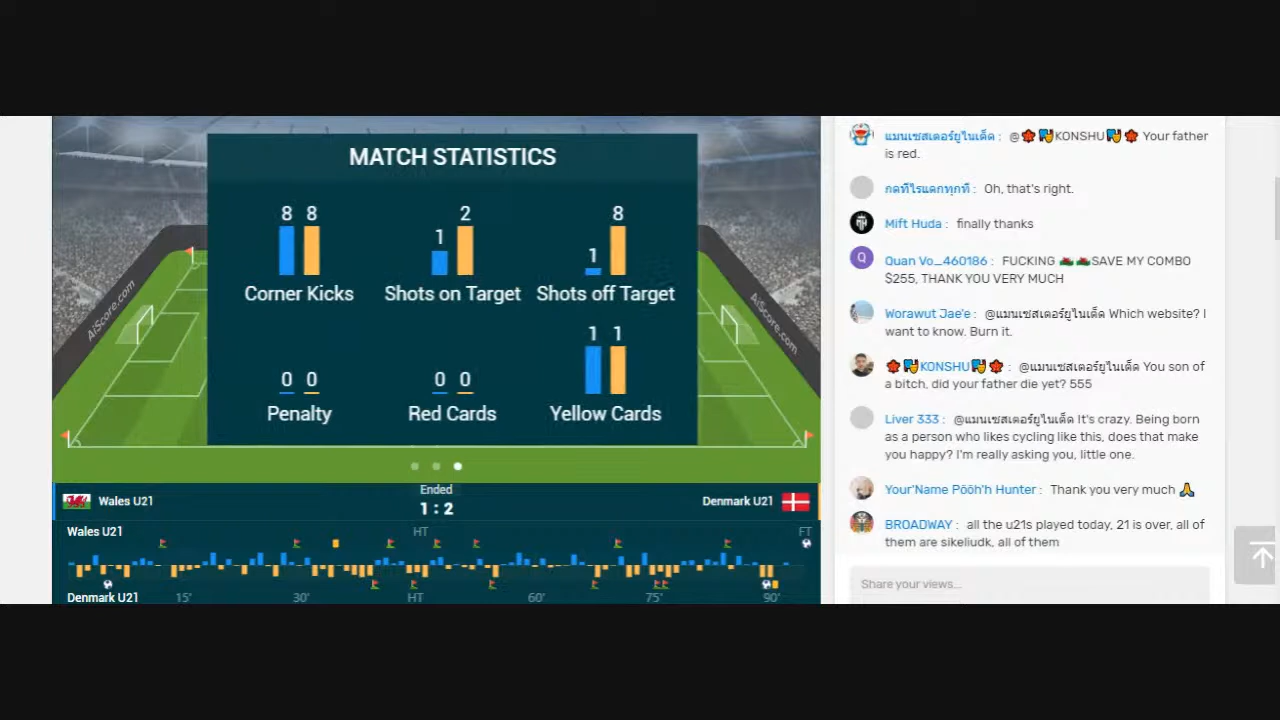 MATCH STATISTICS
8 8
Corner Kicks
1 2
Shots on Target
1 8
Shots off Target
0 0
Penalty
0 0
Red Cards
1 1
Yellow Cards
AiScore.com
AiScore.com
Wales U21
Ended
1 : 2
Denmark U21
Wales U21
HT
FT
Denmark U21
15'
30'
HT
60'
75'
90'
แมนเชสเตอร์ยูไนเต็ด : @🍁🎏KONSHU🎏🍁 Your father
is red.
กดที่ไรแดกทุกที : Oh, that's right.
Mift Huda : finally thanks
Q
Quan Vo_460186 : FUCKING 🏴󠁧󠁢󠁷󠁬󠁳󠁿🏴󠁧󠁢󠁷󠁬󠁳󠁿SAVE MY COMBO
$255, THANK YOU VERY MUCH
Worawut Jae'e : @แมนเชสเตอร์ยูไนเต็ด Which website? I
want to know. Burn it.
🍁🎏KONSHU🎏🍁 : @แมนเชสเตอร์ยูไนเต็ด You son of
a bitch, did your father die yet? 555
Liver 333 : @แมนเชสเตอร์ยูไนเต็ด It's crazy. Being born
as a person who likes cycling like this, does that make
you happy? I'm really asking you, little one.
Your'Name Pööh'h Hunter : Thank you very much 🙏
BROADWAY : all the u21s played today, 21 is over, all of
them are sikeliudk, all of them
Share your views...